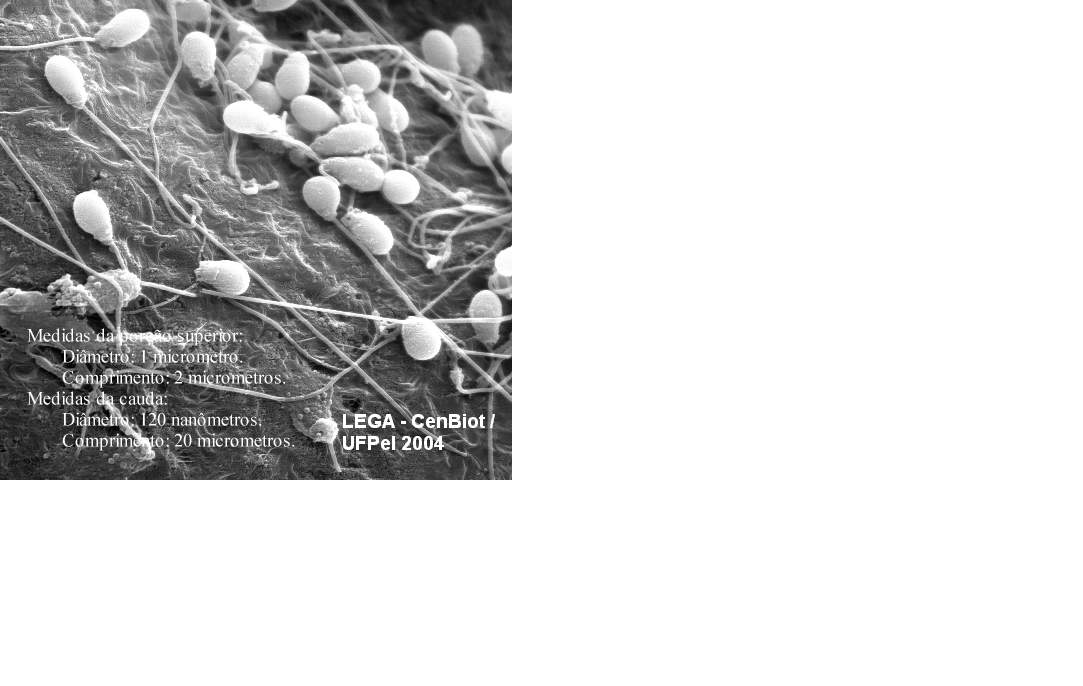 Medidas da porção superior:
Diâmetro: 1 micrometro.
Comprimento: 2 micrometros.
Medidas da cauda:
Diâmetro: 120 nanômetros.
Comprimento: 20 micrometros.
LEGA - CenBiot /
UFPel 2004